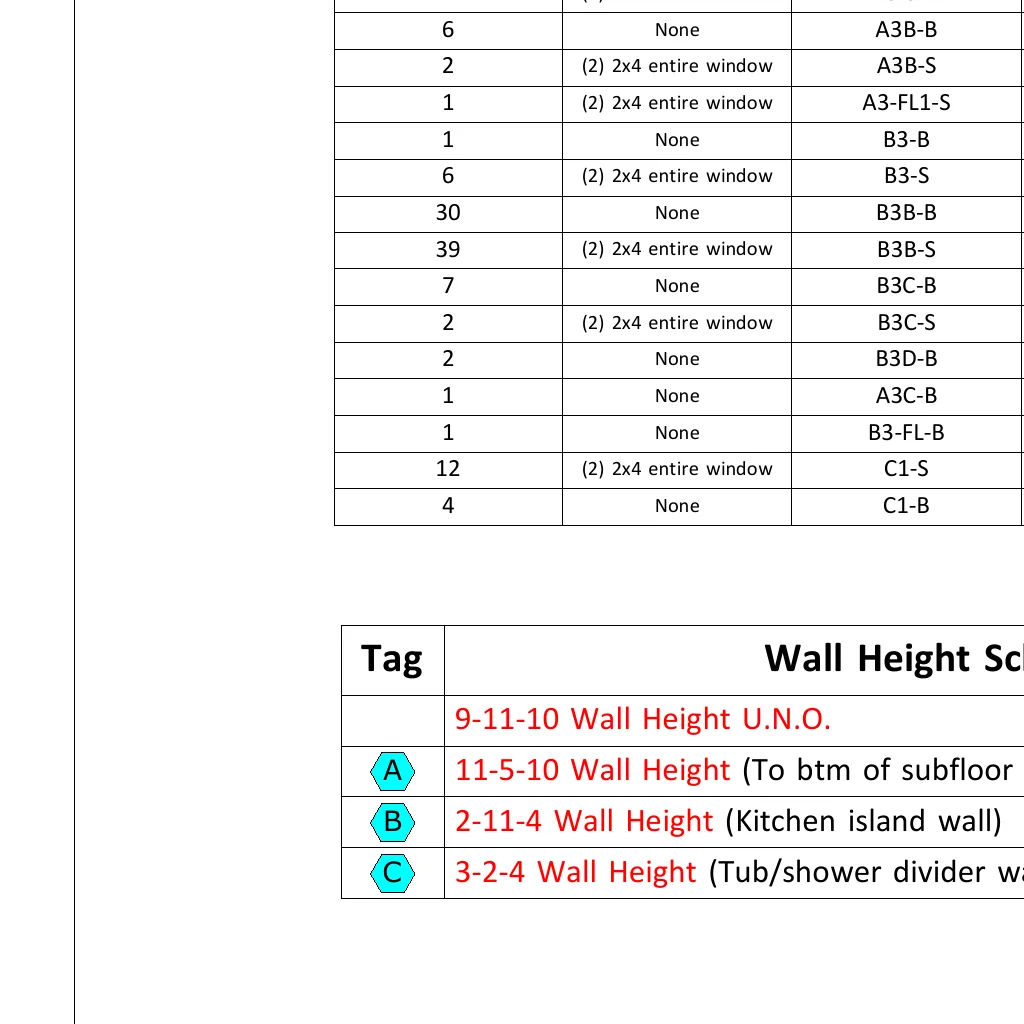 6 None A3B-B
2 (2) 2x4 entire window A3B-S
1 (2) 2x4 entire window A3-FL1-S
1 None B3-B
6 (2) 2x4 entire window B3-S
30 None B3B-B
39 (2) 2x4 entire window B3B-S
7 None B3C-B
2 (2) 2x4 entire window B3C-S
2 None B3D-B
1 None A3C-B
1 None B3-FL-B
12 (2) 2x4 entire window C1-S
4 None C1-B
Tag Wall Height
9-11-10 Wall Height U.N.O.
A 11-5-10 Wall Height (To btm of subfloor
B 2-11-4 Wall Height (Kitchen island wall)
C 3-2-4 Wall Height (Tub/shower divider